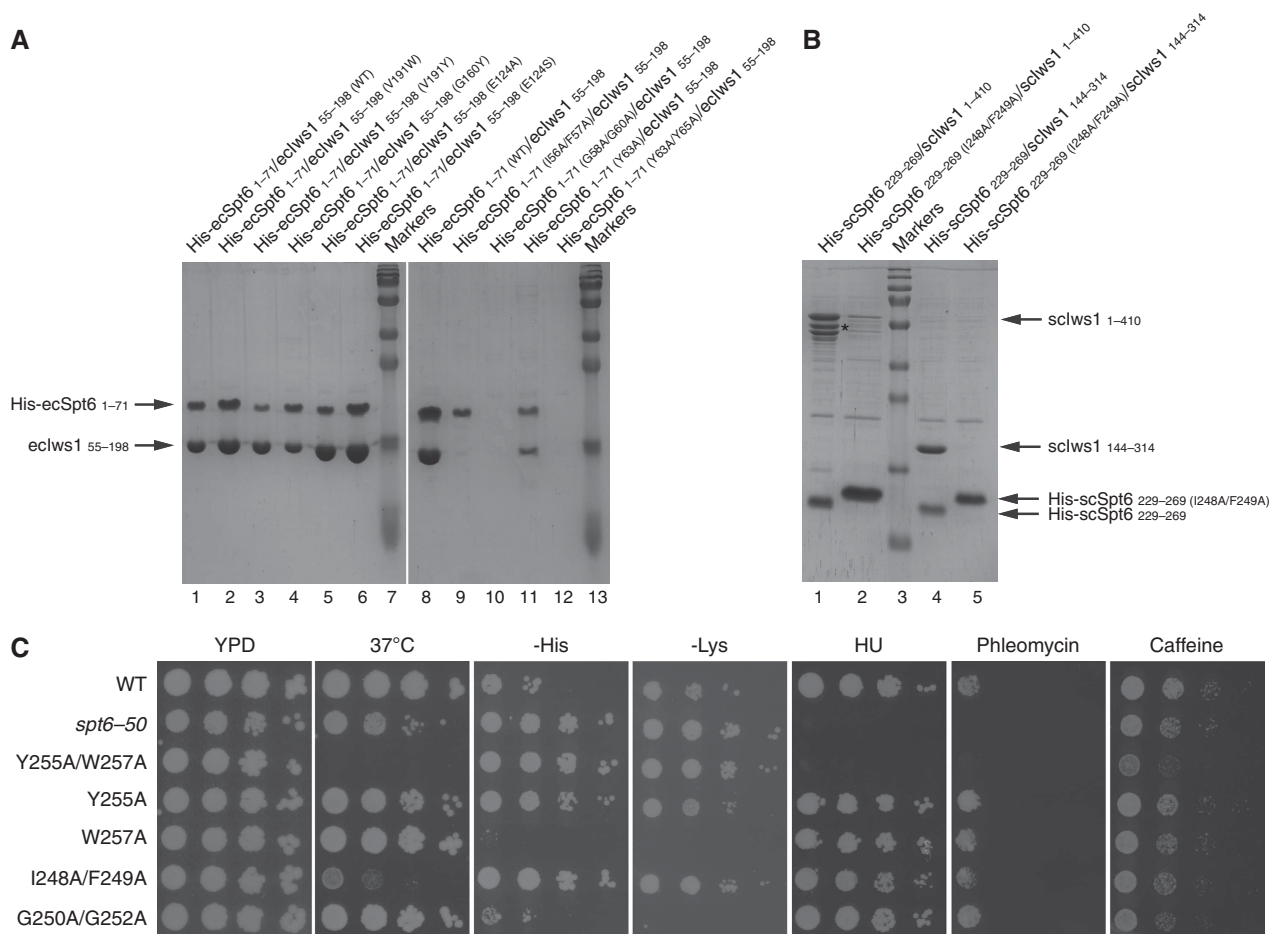 A
His-ecSpt6 1–71/ecIws1 55–198 (WT)
His-ecSpt6 1–71/ecIws1 55–198 (V191W)
His-ecSpt6 1–71/ecIws1 55–198 (V191Y)
His-ecSpt6 1–71/ecIws1 55–198 (G160Y)
His-ecSpt6 1–71/ecIws1 55–198 (E124A)
His-ecSpt6 1–71/ecIws1 55–198 (E124S)
Markers
His-ecSpt6 1–71 (WT)/ecIws1 55–198
His-ecSpt6 1–71 (I56A/F57A)/ecIws1 55–198
His-ecSpt6 1–71 (G58A/G60A)/ecIws1 55–198
His-ecSpt6 1–71 (Y63A)/ecIws1 55–198
His-ecSpt6 1–71 (Y63A/Y65A)/ecIws1 55–198
Markers
His-ecSpt6 1–71
ecIws1 55–198
1 2 3 4 5 6 7 8 9 10 11 12 13
B
His-scSpt6 229–269/scIws1 1–410
His-scSpt6 229–269 (I248A/F249A)/scIws1 1–410
Markers
His-scSpt6 229–269/scIws1 144–314
His-scSpt6 229–269 (I248A/F249A)/scIws1 144–314
*
scIws1 1–410
scIws1 144–314
His-scSpt6 229–269 (I248A/F249A)
His-scSpt6 229–269
1 2 3 4 5
C
YPD 37°C -His -Lys HU Phleomycin Caffeine
WT
spt6–50
Y255A/W257A
Y255A
W257A
I248A/F249A
G250A/G252A